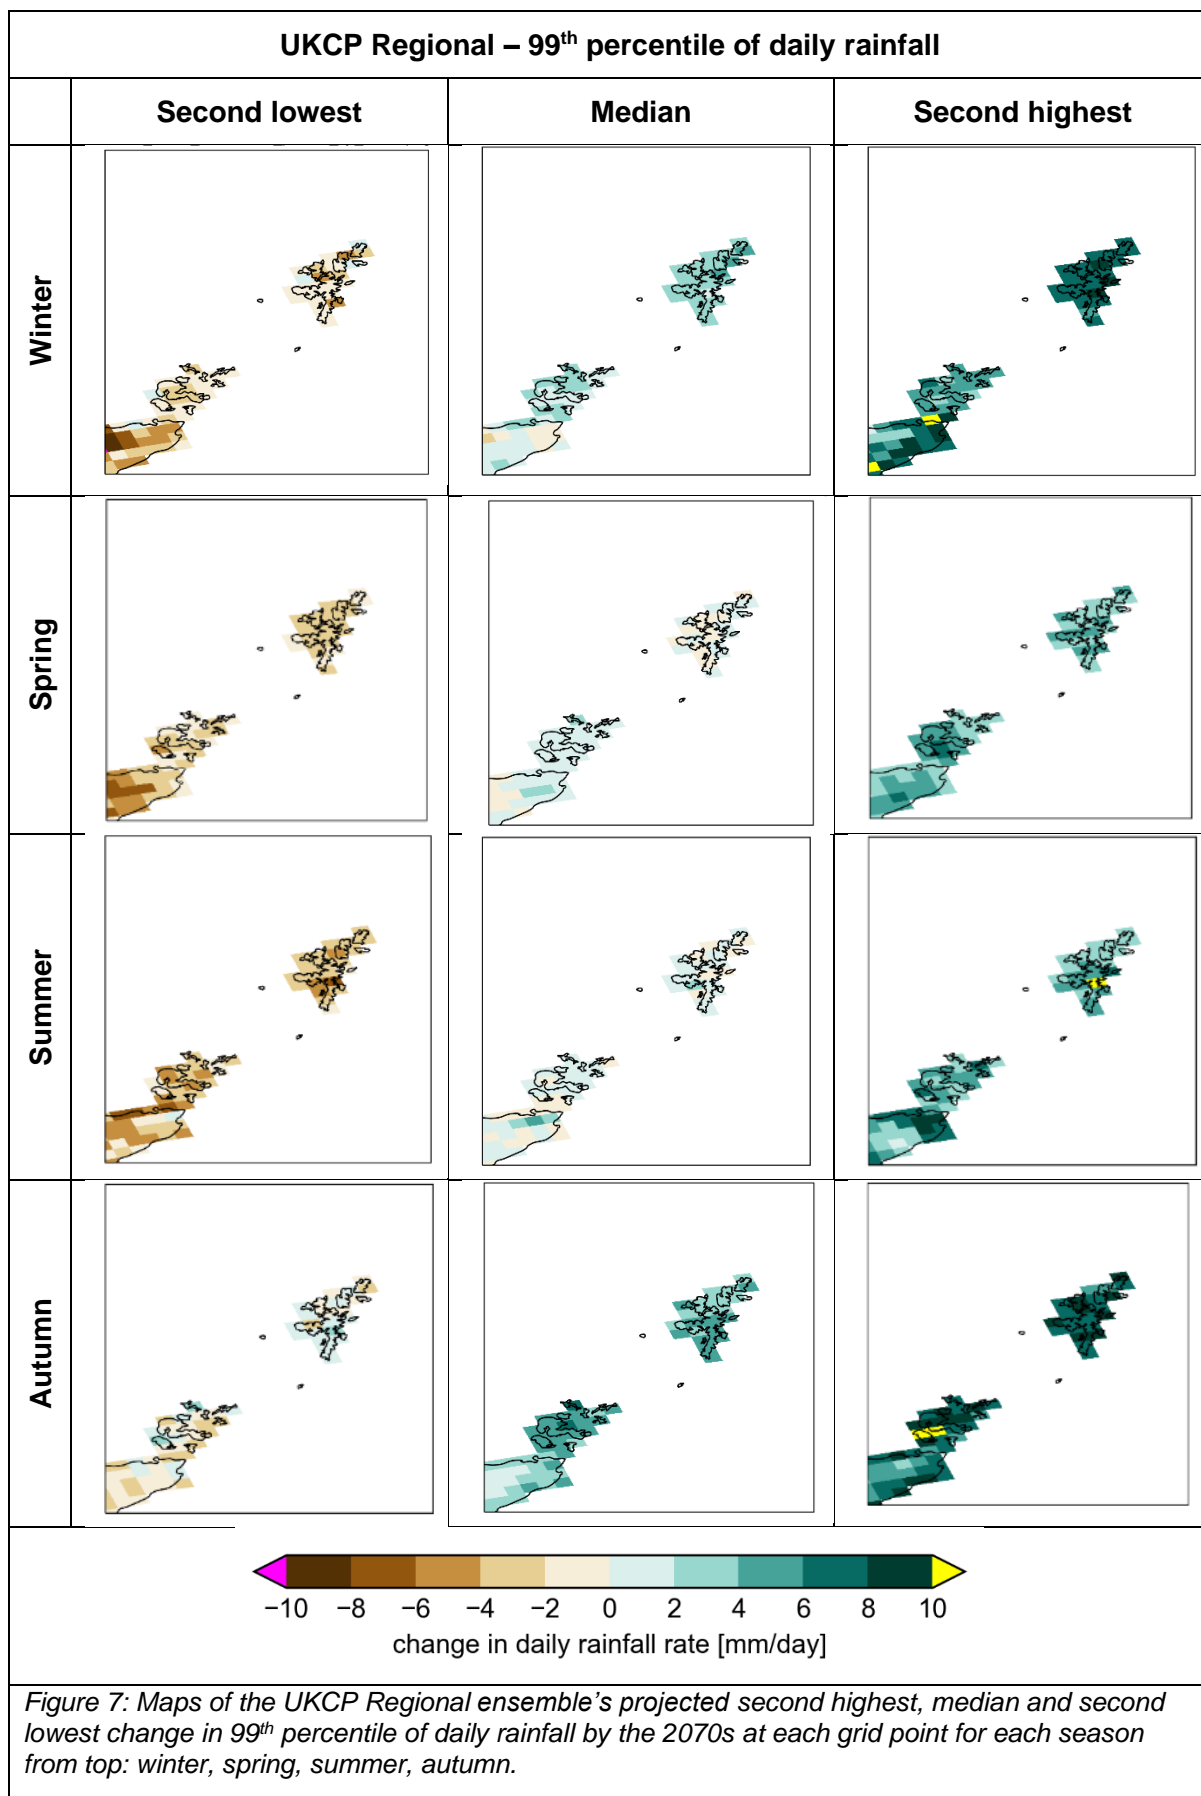 UKCP Regional – 99th percentile of daily rainfall
Second lowest
Median
Second highest
Winter
Spring
Summer
Autumn
−10 −8 −6 −4 −2 0 2 4 6 8 10
change in daily rainfall rate [mm/day]
Figure 7: Maps of the UKCP Regional ensemble’s projected second highest, median and second
lowest change in 99th percentile of daily rainfall by the 2070s at each grid point for each season
from top: winter, spring, summer, autumn.